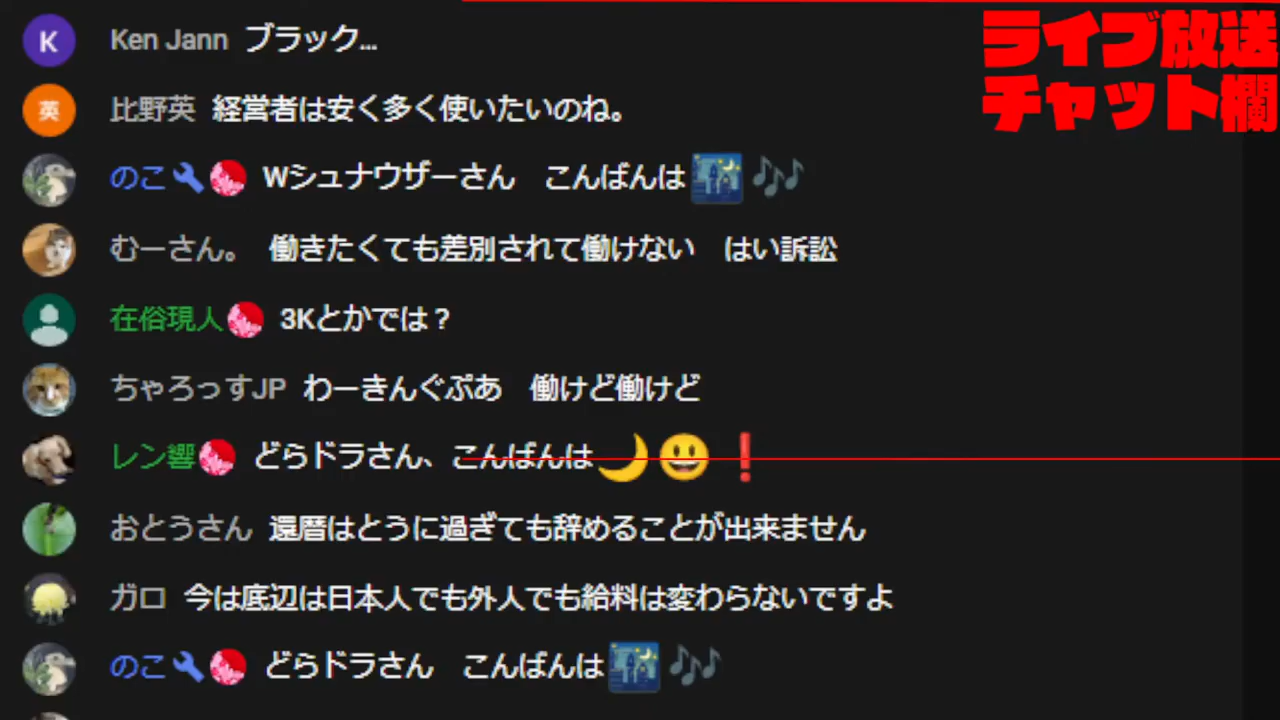 ライブ放送
チャット欄
K Ken Jann ブラック...
英 比野英 経営者は安く多く使いたいのね。
のこ🔧 Wシュナウザーさん　こんばんは🌃🎶
むーさん。 働きたくても差別されて働けない　はい訴訟
在俗現人 3Kとかでは？
ちゃろっすJP わーきんぐぷあ　働けど働けど
レン響 どらドラさん、こんばんは🌙😃❗
おとうさん 還暦はとうに過ぎても辞めることが出来ません
ガロ 今は底辺は日本人でも外人でも給料は変わらないですよ
のこ🔧 どらドラさん　こんばんは🌃🎶